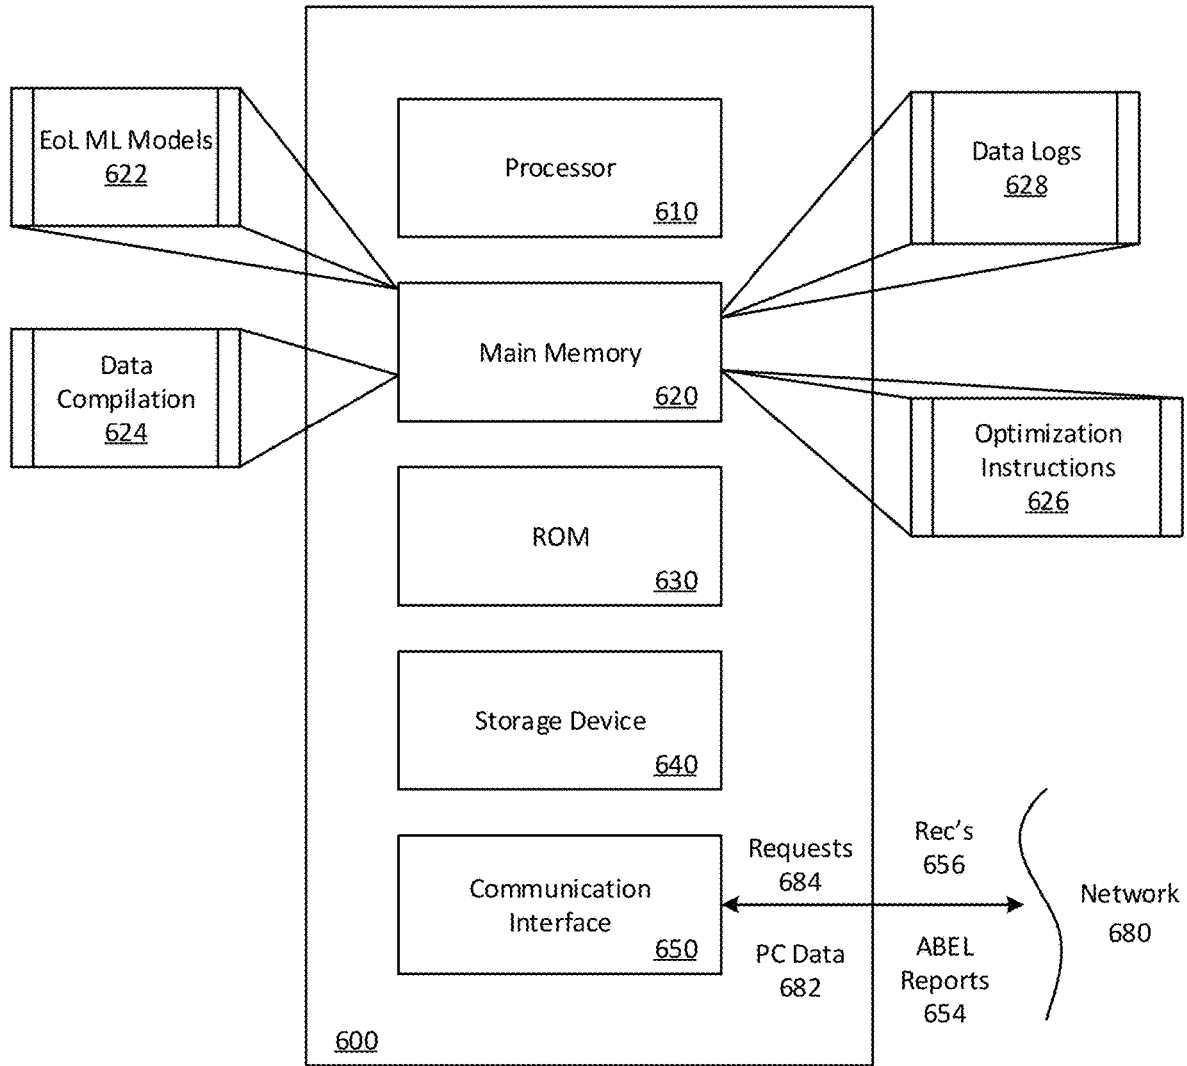 EoL ML Models
622
Processor
610
Data Logs
628
Data
Compilation
624
Main Memory
620
Optimization
Instructions
626
ROM
630
Storage Device
640
Communication
Interface
650
Requests
684
Rec's
656
PC Data
682
ABEL
Reports
654
Network
680
600